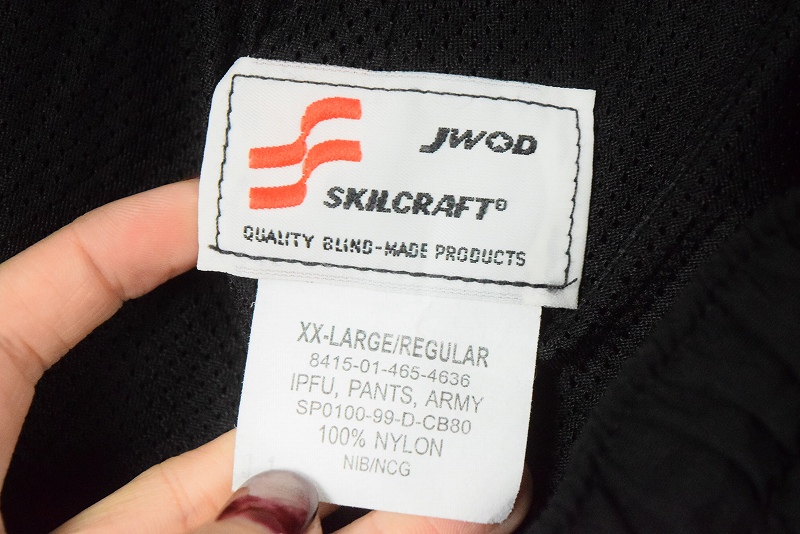 JWOD
SKILCRAFT®
QUALITY BLIND-MADE PRODUCTS
XX-LARGE/REGULAR
8415-01-465-4636
IPFU, PANTS, ARMY
SP0100-99-D-CB80
100% NYLON
NIB/NCG